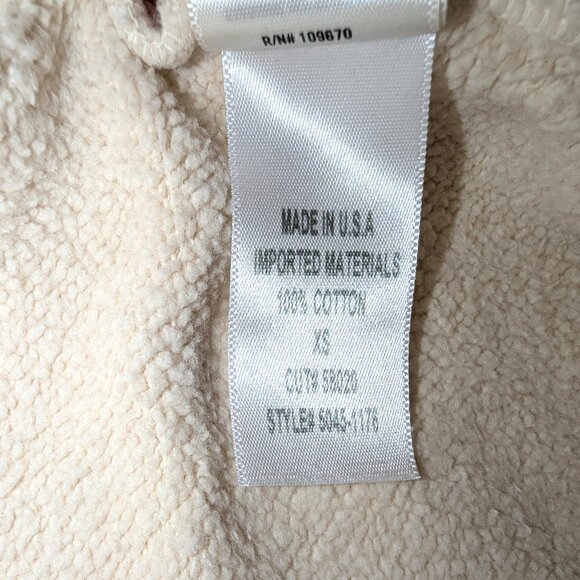 R/N# 109670
MADE IN U.S.A
IMPORTED MATERIALS
100% COTTON
XS
CUT# 58020
STYLE# 5045-1176